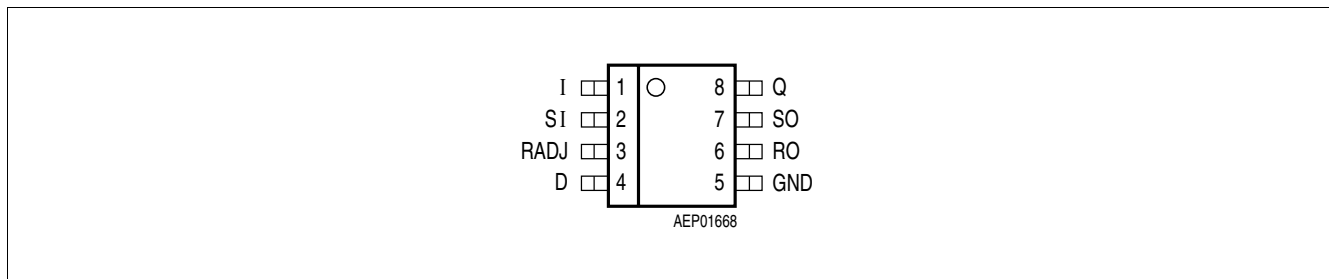 I 1 8 Q
SI 2 7 SO
RADJ 3 6 RO
D 4 5 GND
AEP01668